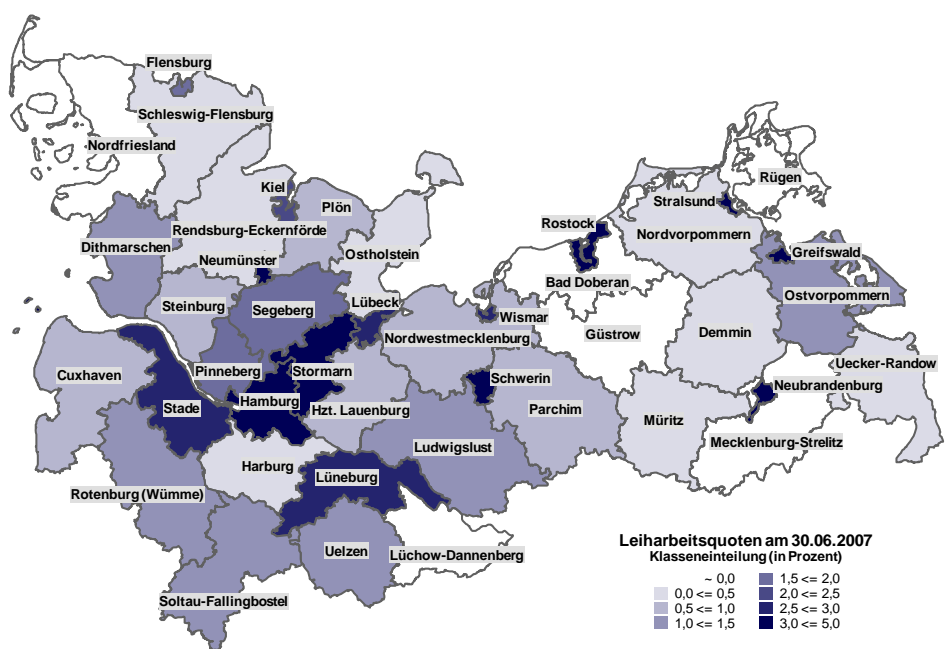 Flensburg
Schleswig-Flensburg
Nordfriesland
Rügen
Kiel
Stralsund
Plön
Rostock
Rendsburg-Eckernförde
Nordvorpommern
Dithmarschen
Ostholstein
Greifswald
Neumünster
Bad Doberan
Ostvorpommern
Steinburg
Lübeck
Segeberg
Wismar
Demmin
Güstrow
Nordwestmecklenburg
Uecker-Randow
Cuxhaven
Pinneberg
Stormarn
Schwerin
Neubrandenburg
Hamburg
Stade
Hzt. Lauenburg
Parchim
Müritz
Mecklenburg-Strelitz
Ludwigslust
Harburg
Lüneburg
Rotenburg (Wümme)
Uelzen
Lüchow-Dannenberg
Soltau-Fallingbostel
Leiharbeitsquoten am 30.06.2007
Klasseneinteilung (in Prozent)
~ 0,0
0,0 <= 0,5
0,5 <= 1,0
1,0 <= 1,5
1,5 <= 2,0
2,0 <= 2,5
2,5 <= 3,0
3,0 <= 5,0